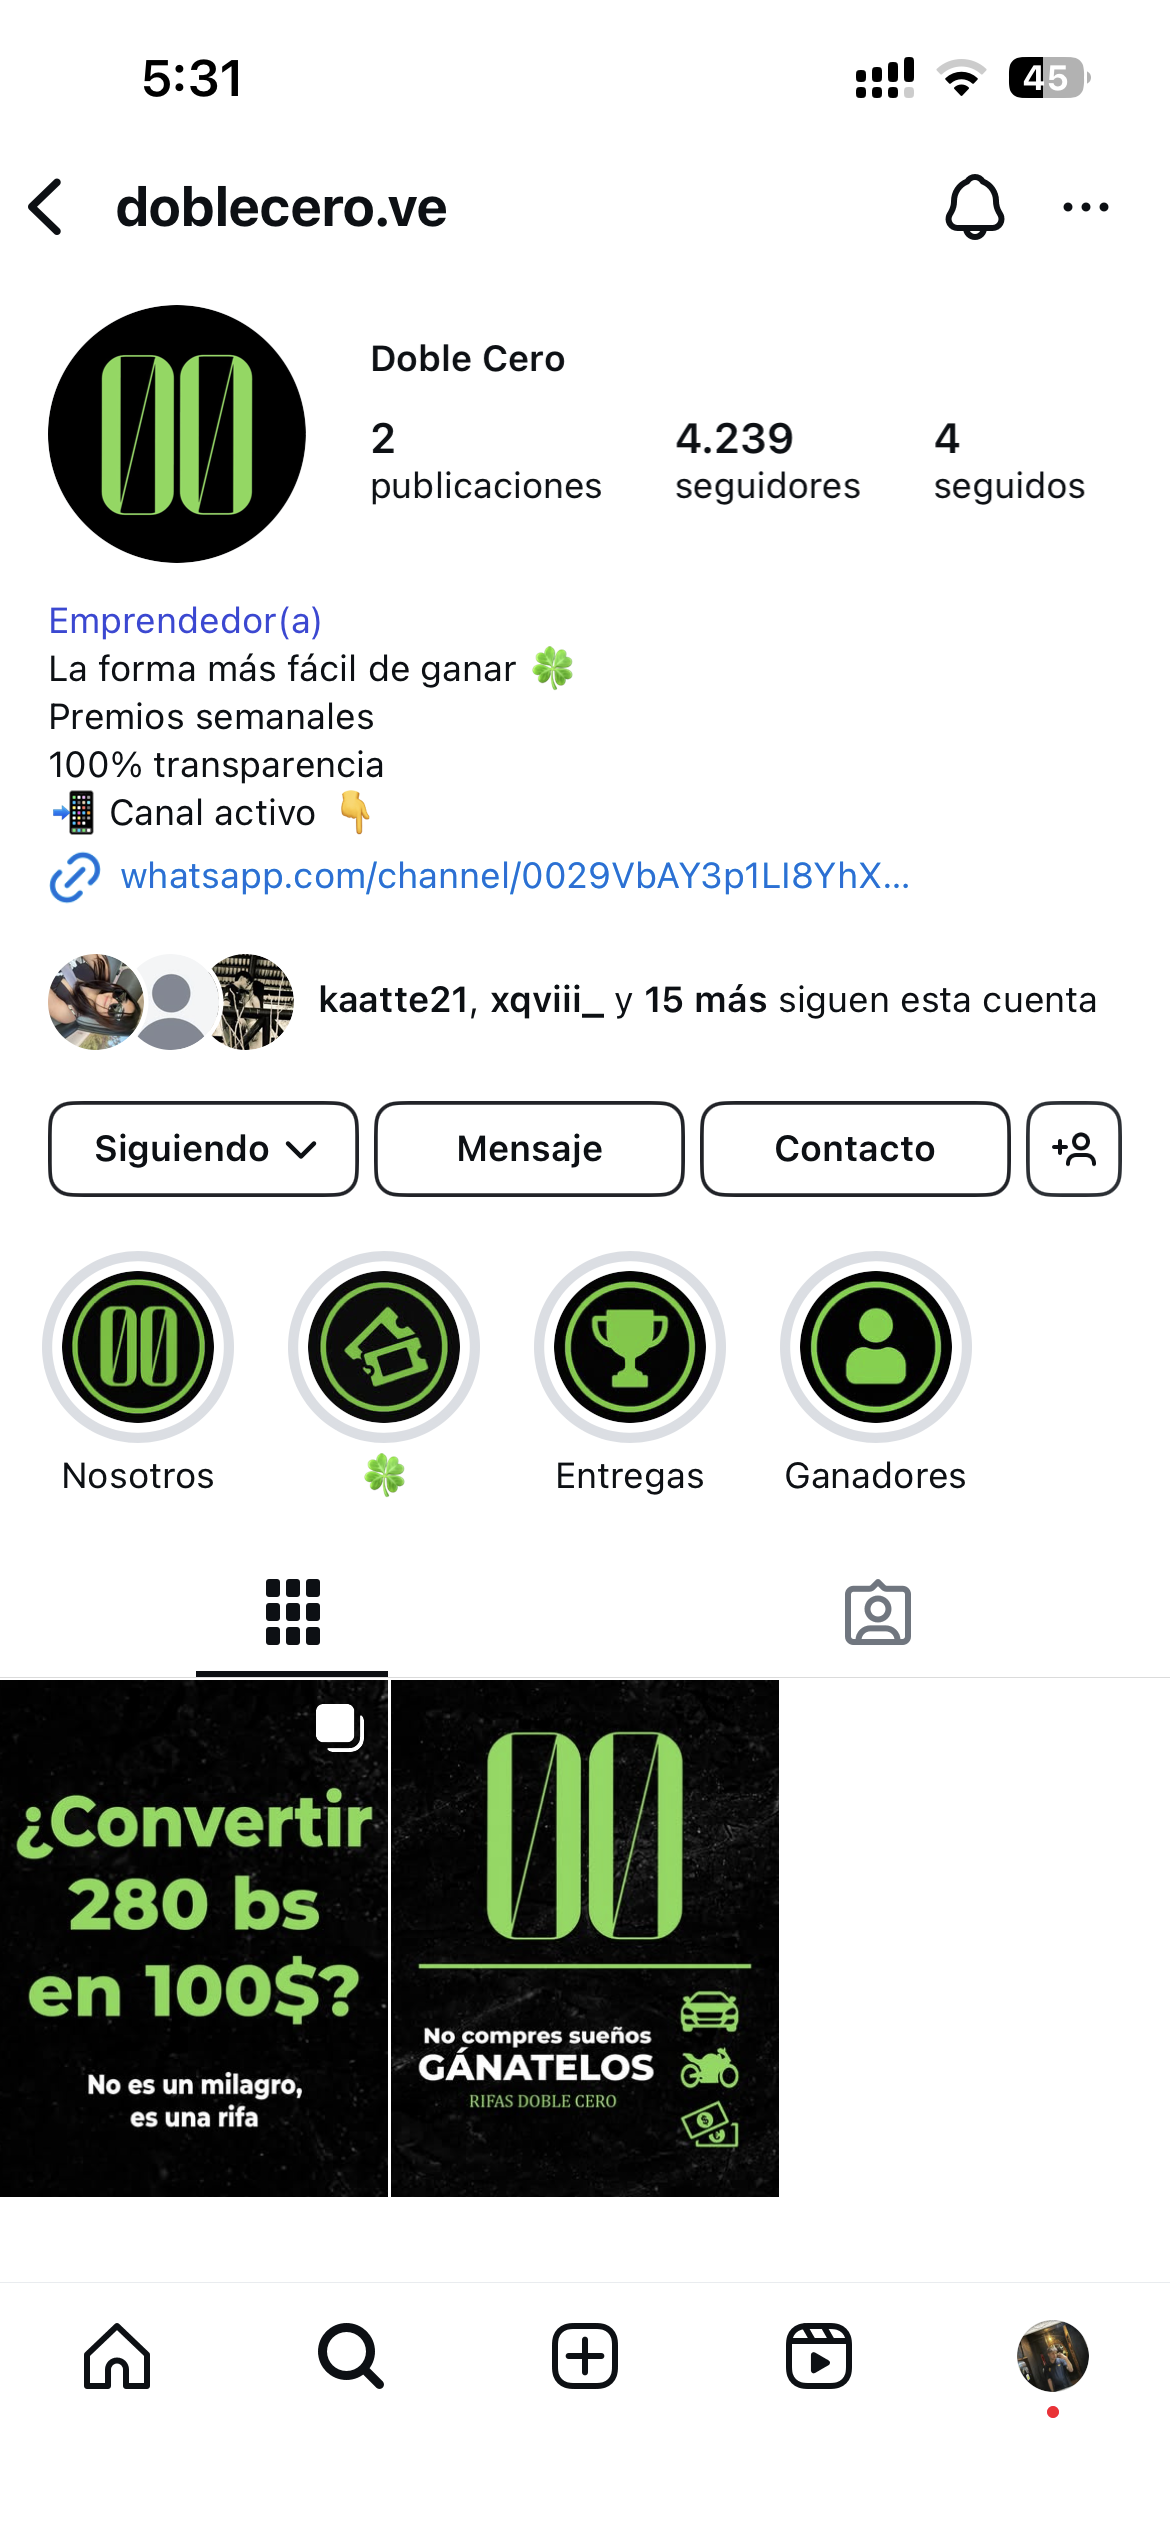 5:31
45
doblecero.ve
Doble Cero
2
publicaciones
4.239
seguidores
4
seguidos
Emprendedor(a)
La forma más fácil de ganar 🍀
Premios semanales
100% transparencia
📲 Canal activo 👇
whatsapp.com/channel/0029VbAY3p1LI8YhX...
kaatte21, xqviii_ y 15 más siguen esta cuenta
Siguiendo
Mensaje
Contacto
00
Nosotros
🍀
Entregas
Ganadores
¿Convertir
280 bs
en 100$?
No es un milagro,
es una rifa
00
No compres sueños
GÁNATELOS
RIFAS DOBLE CERO